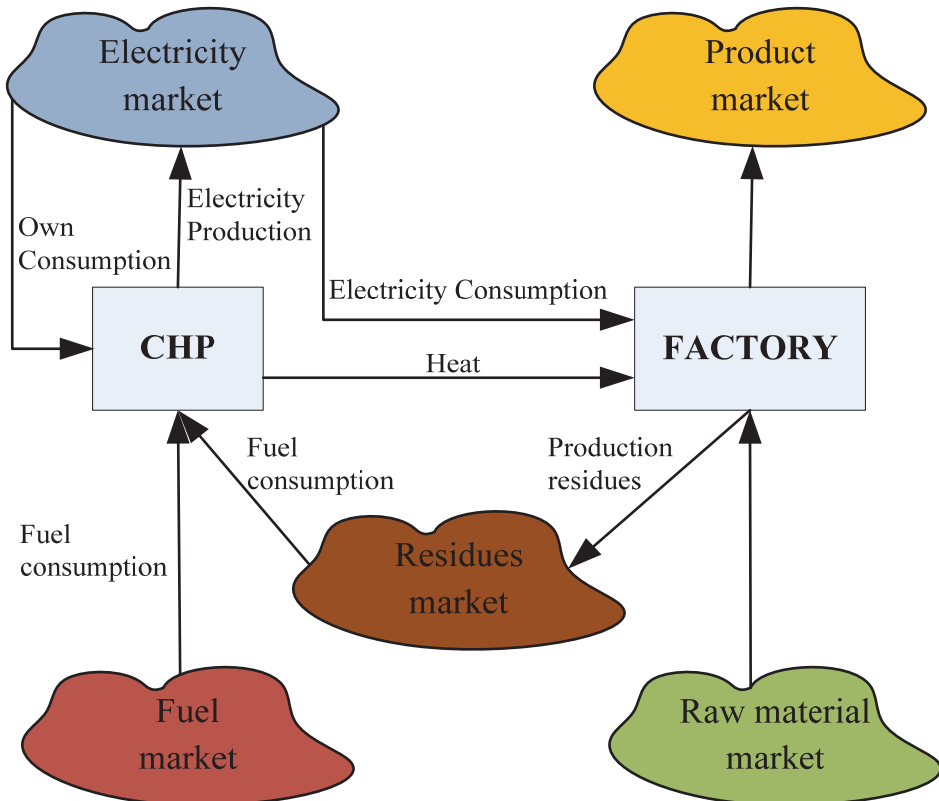 Electricity
market
Product
market
Electricity
Production
Own
Consumption
Electricity Consumption
CHP
FACTORY
Heat
Fuel
consumption
Production
residues
Fuel
consumption
Residues
market
Fuel
market
Raw material
market